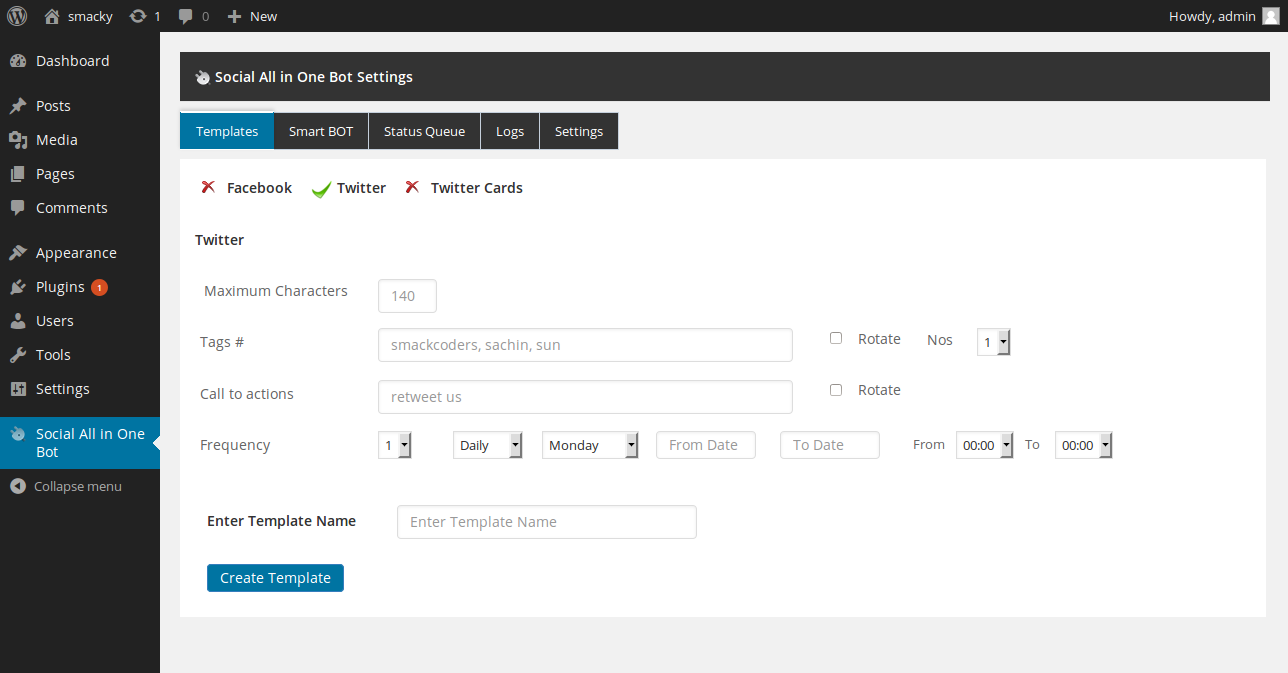 smacky 1 0 New Howdy, admin
Dashboard
Posts
Media
Pages
Comments
Appearance
Plugins 1
Users
Tools
Settings
Social All in One
Bot
Collapse menu
Social All in One Bot Settings
Templates Smart BOT Status Queue Logs Settings
Facebook Twitter Twitter Cards
Twitter
Maximum Characters 140
Tags # smackcoders, sachin, sun Rotate Nos 1
Call to actions retweet us Rotate
Frequency 1 Daily Monday From Date To Date From 00:00 To 00:00
Enter Template Name Enter Template Name
Create Template